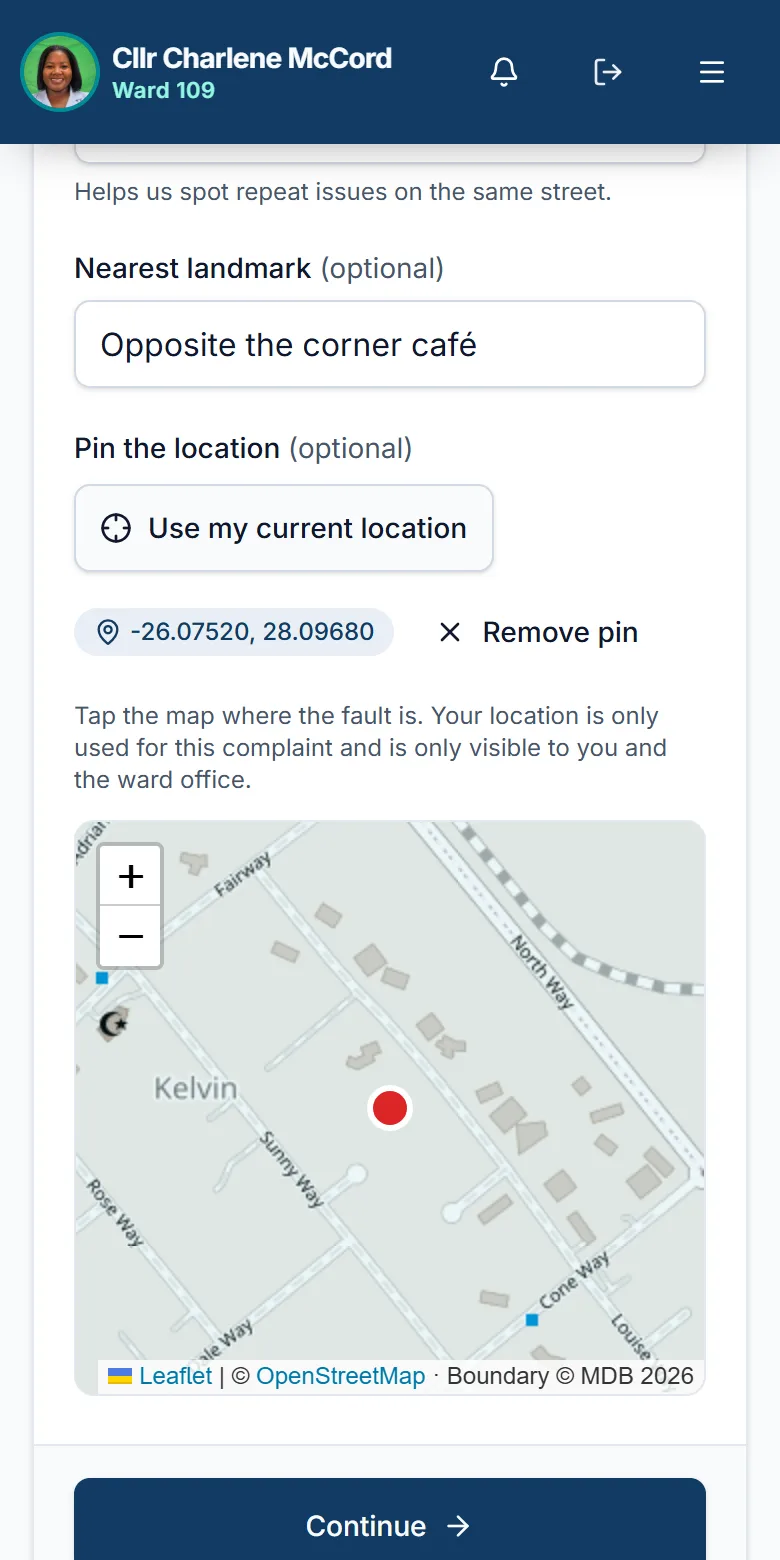 Cllr Charlene McCord
Ward 109
Helps us spot repeat issues on the same street.
Nearest landmark (optional)
Opposite the corner café
Pin the location (optional)
Use my current location
-26.07520, 28.09680
Remove pin
Tap the map where the fault is. Your location is only
used for this complaint and is only visible to you and
the ward office.
+
−
Fairway
North Way
Kelvin
Sunny Way
Rose Way
Cone Way
Leaflet | © OpenStreetMap · Boundary © MDB 2026
Continue